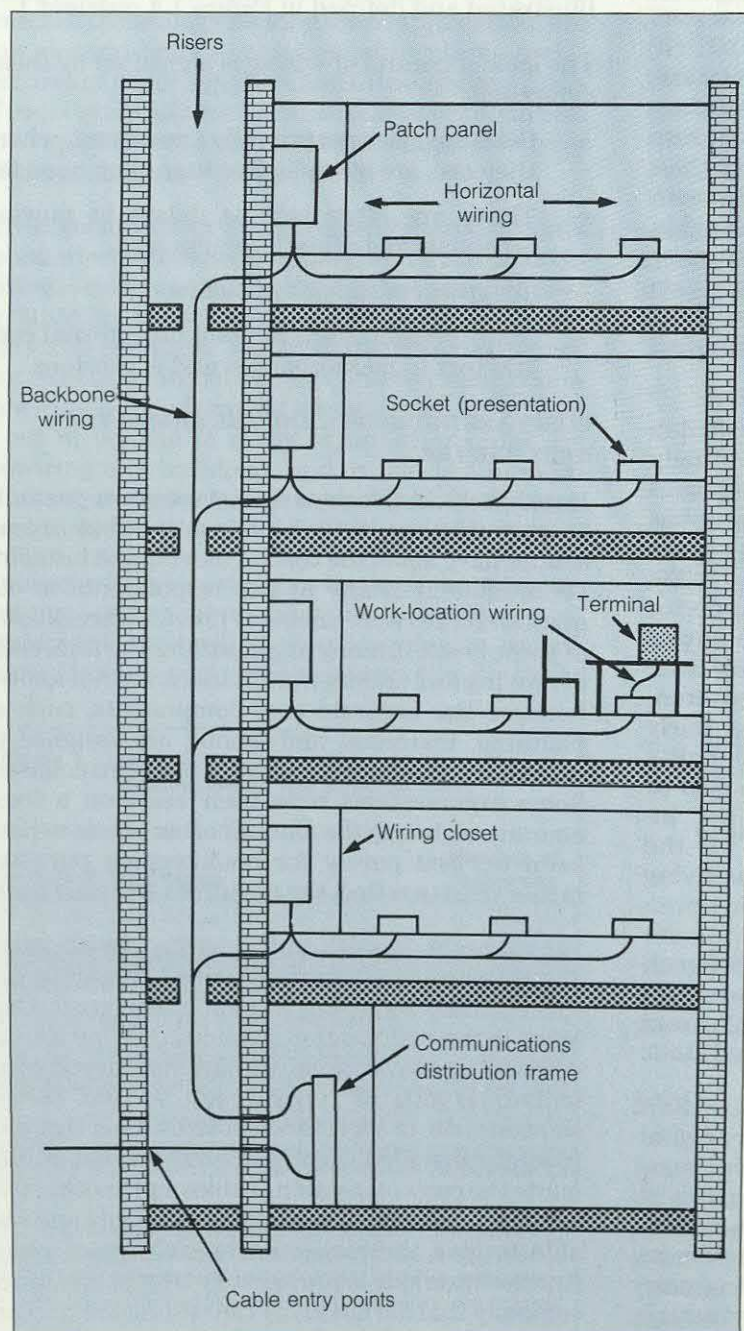 Risers
Patch panel
Horizontal
wiring
Backbone
wiring
Socket (presentation)
Work-location wiring
Terminal
Wiring closet
Communications
distribution frame
Cable entry points